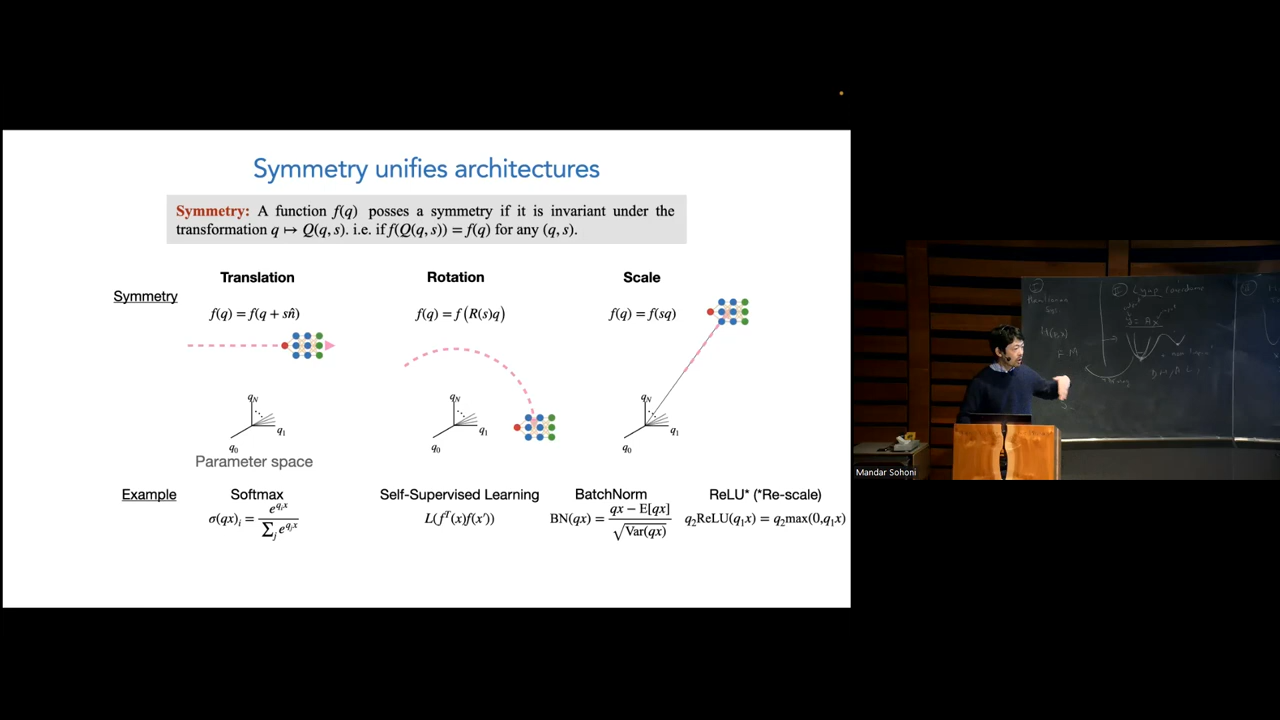 Symmetry unifies architectures
Symmetry: A function f(q) posses a symmetry if it is invariant under the
transformation q ↦ Q(q, s). i.e. if f(Q(q, s)) = f(q) for any (q, s).
Translation Rotation Scale
Symmetry
f(q) = f(q + sn̂) f(q) = f(R(s)q) f(q) = f(sq)
q_N q_N q_N
q_1 q_1 q_1
q_0 q_0 q_0
Parameter space
Example Softmax Self-Supervised Learning BatchNorm ReLU* (*Re-scale)
σ(qx)_i = e^{q_i x} / ∑_j e^{q_j x} L(f^T(x)f(x′)) BN(qx) = (qx − E[qx]) / √Var(qx) q_2ReLU(q_1x) = q_2max(0,q_1x)
y = Ax
Mandar Sohoni